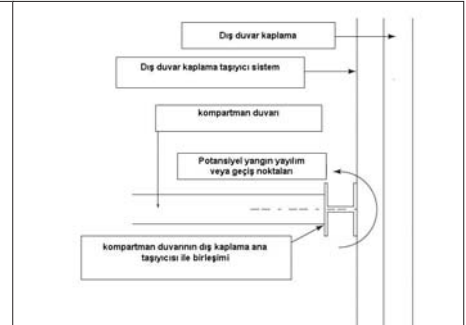 Dış duvar kaplama
Dış duvar kaplama taşıyıcı sistem
kompartman duvarı
Potansiyel yangın yayılım
veya geçiş noktaları
kompartman duvarının dış kaplama ana
taşıyıcısı ile birleşimi